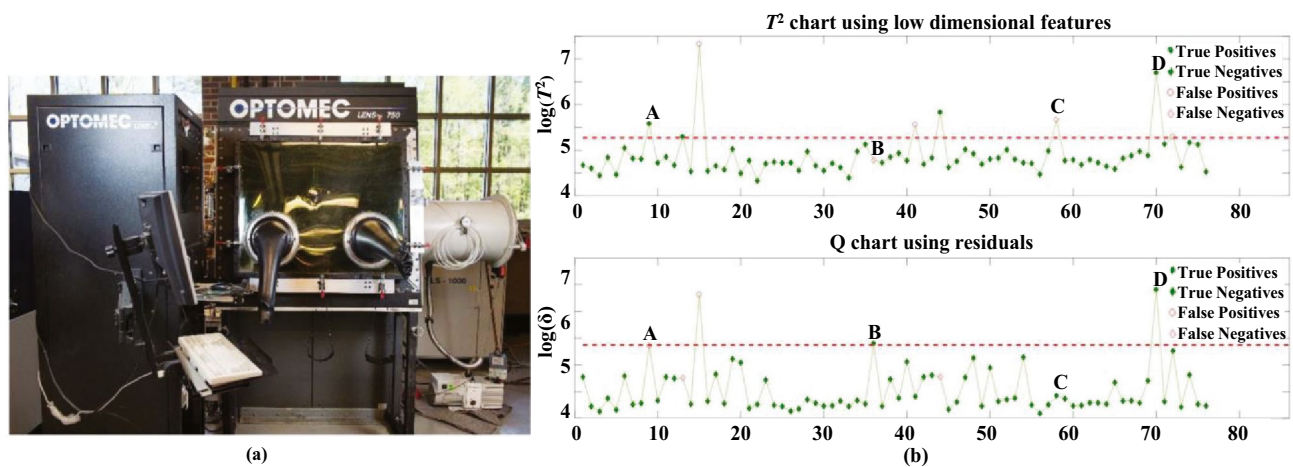 OPTOMEC
OPTOMEC LENS 750
LS-1000
(a)
T² chart using low dimensional features
log(T²)
7
6
5
4
A
B
C
D
True Positives
True Negatives
False Positives
False Negatives
0 10 20 30 40 50 60 70 80
Q chart using residuals
log(δ)
7
6
5
4
A
B
C
D
True Positives
True Negatives
False Positives
False Negatives
0 10 20 30 40 50 60 70 80
(b)